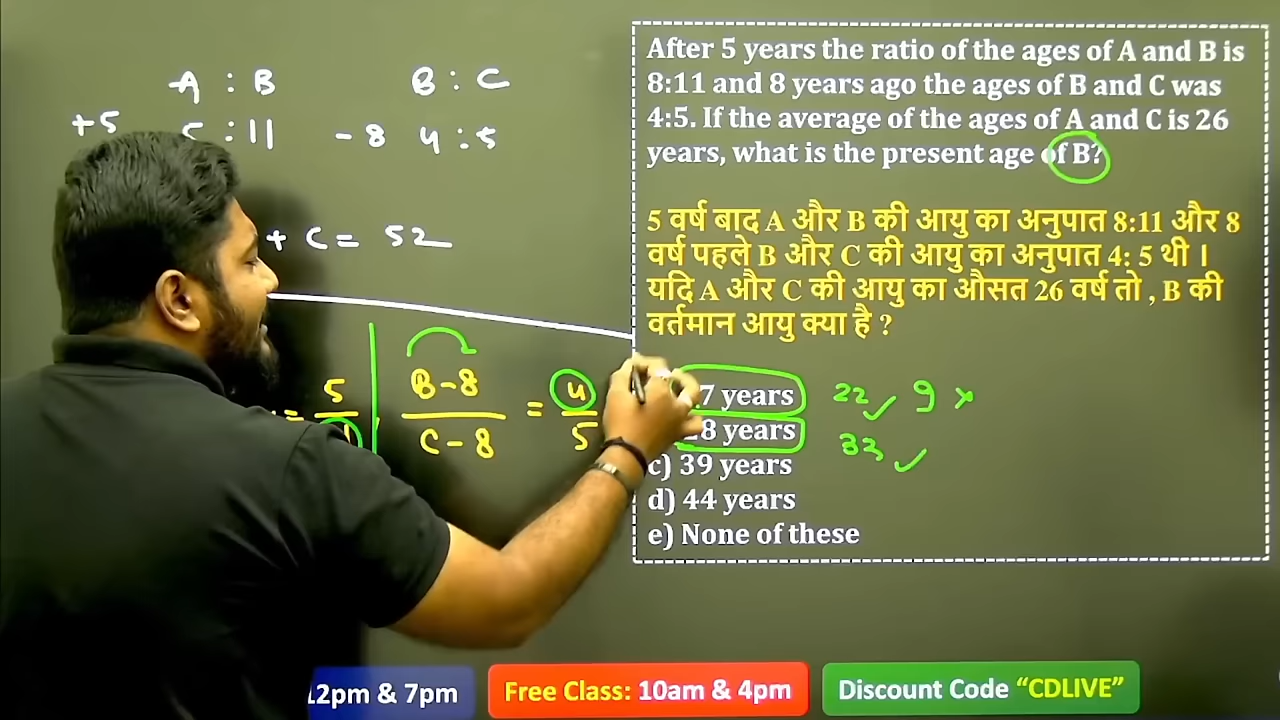 A : B B : C
+5 5 : 11 -8 4 : 5
+ C = 52
= 5
B-8 / C-8 = 4/5
After 5 years the ratio of the ages of A and B is
8:11 and 8 years ago the ages of B and C was
4:5. If the average of the ages of A and C is 26
years, what is the present age of B?
5 वर्ष बाद A और B की आयु का अनुपात 8:11 और 8
वर्ष पहले B और C की आयु का अनुपात 4: 5 थी ।
यदि A और C की आयु का औसत 26 वर्ष तो , B की
वर्तमान आयु क्या है ?
7 years 22 ✓ 9 ×
28 years 33 ✓
c) 39 years
d) 44 years
e) None of these
12pm & 7pm
Free Class: 10am & 4pm
Discount Code “CDLIVE”